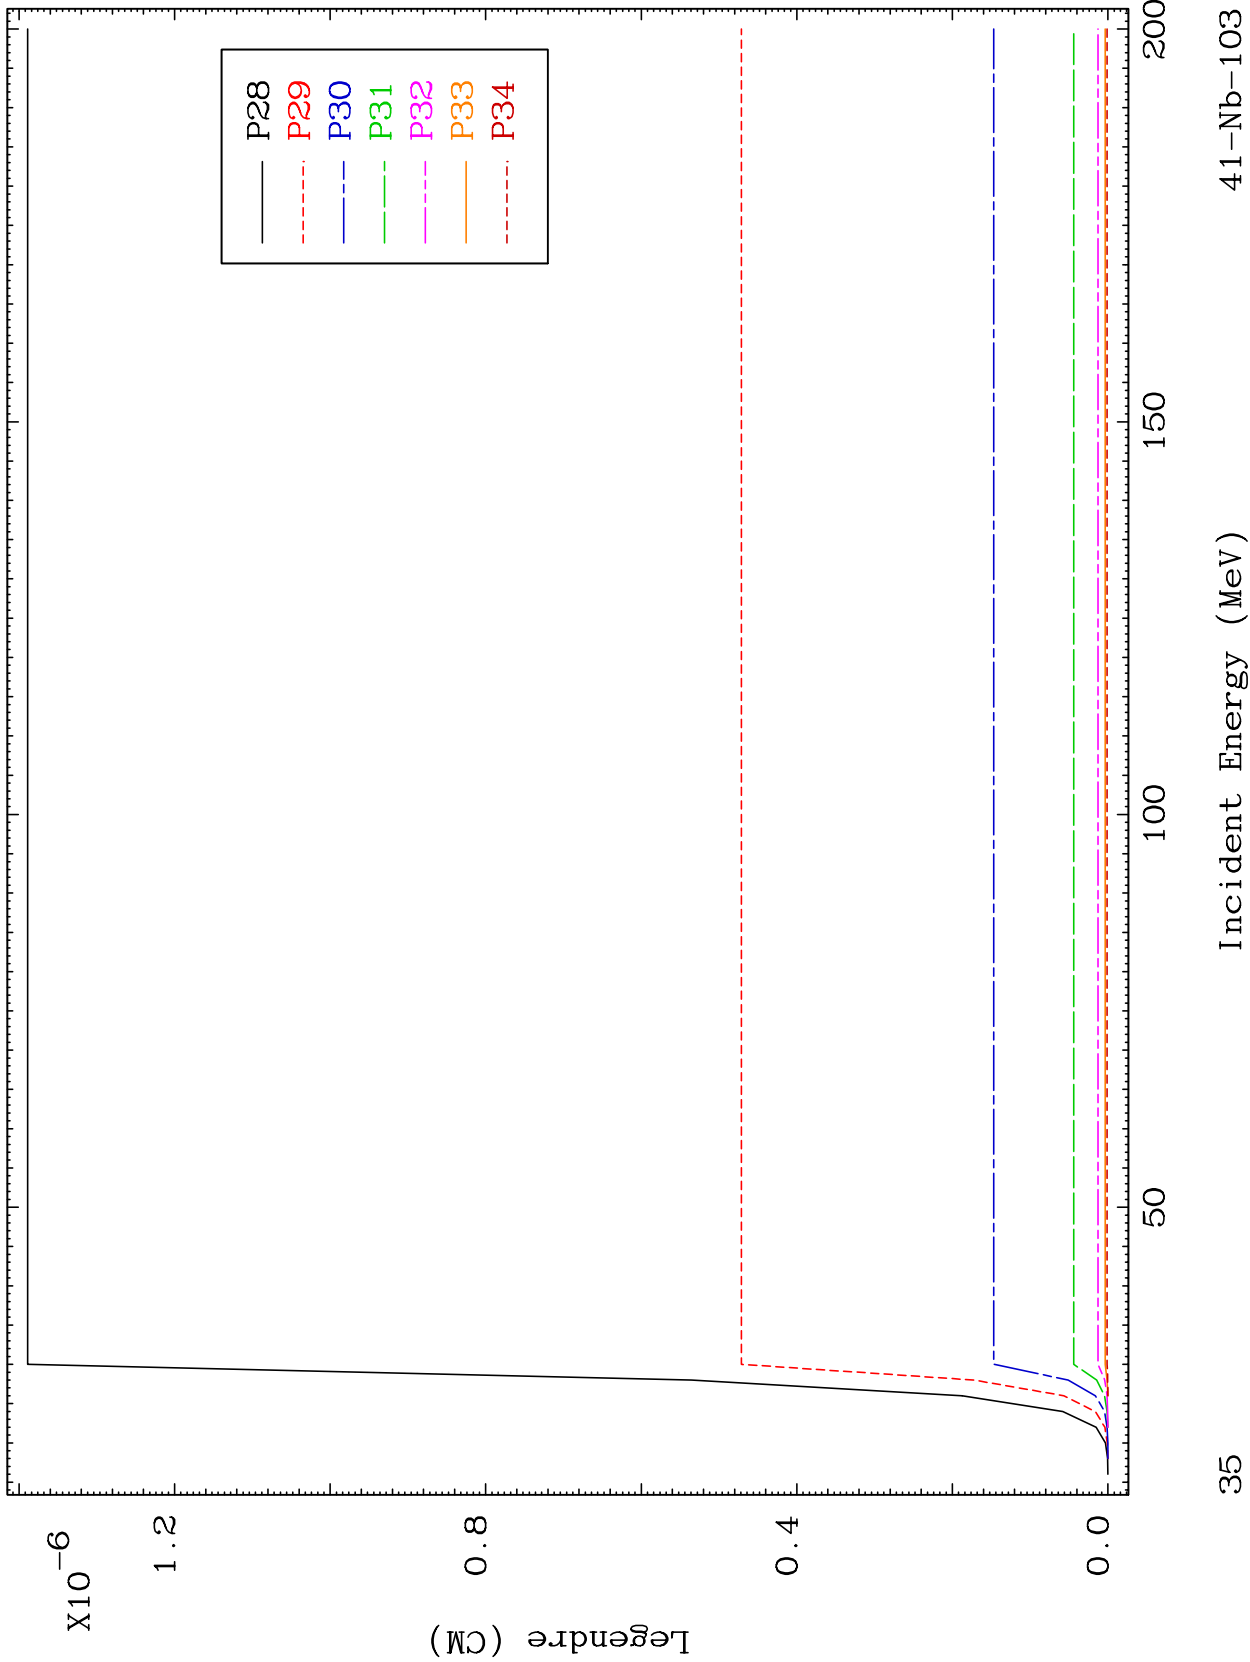 X10-6
1.2
0.8
0.4
0.0
Legendre (CM)
P28
P29
P30
P31
P32
P33
P34
50
100
150
200
Incident Energy (MeV)
35
41-Nb-103